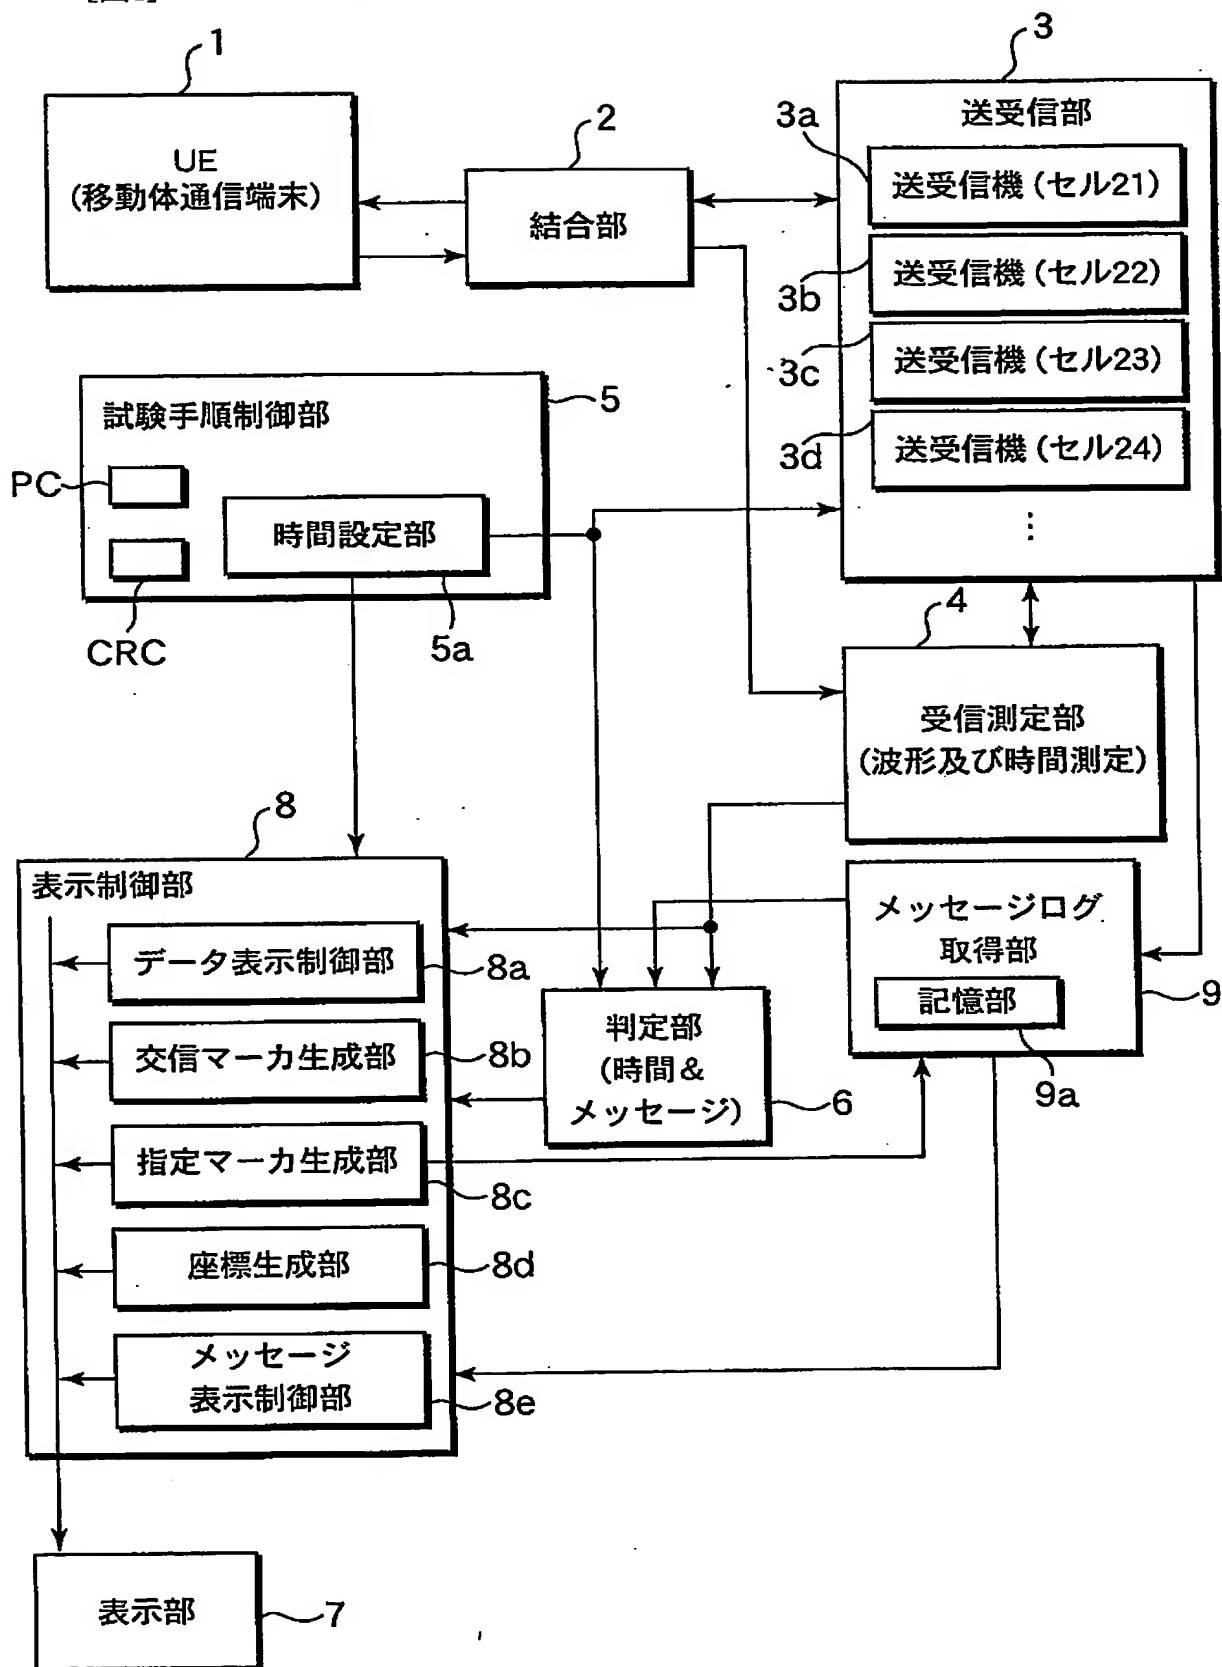 1
UE
(移動体通信端末)
2
結合部
3
送受信部
3a
送受信機(セル21)
3b
送受信機(セル22)
3c
送受信機(セル23)
3d
送受信機(セル24)
⋮
5
試験手順制御部
PC
時間設定部
CRC
5a
4
受信測定部
(波形及び時間測定)
8
表示制御部
データ表示制御部
8a
交信マーカ生成部
8b
指定マーカ生成部
8c
座標生成部
8d
メッセージ
表示制御部
8e
判定部
(時間&
メッセージ)
6
メッセージログ
取得部
記憶部
9
9a
表示部
7